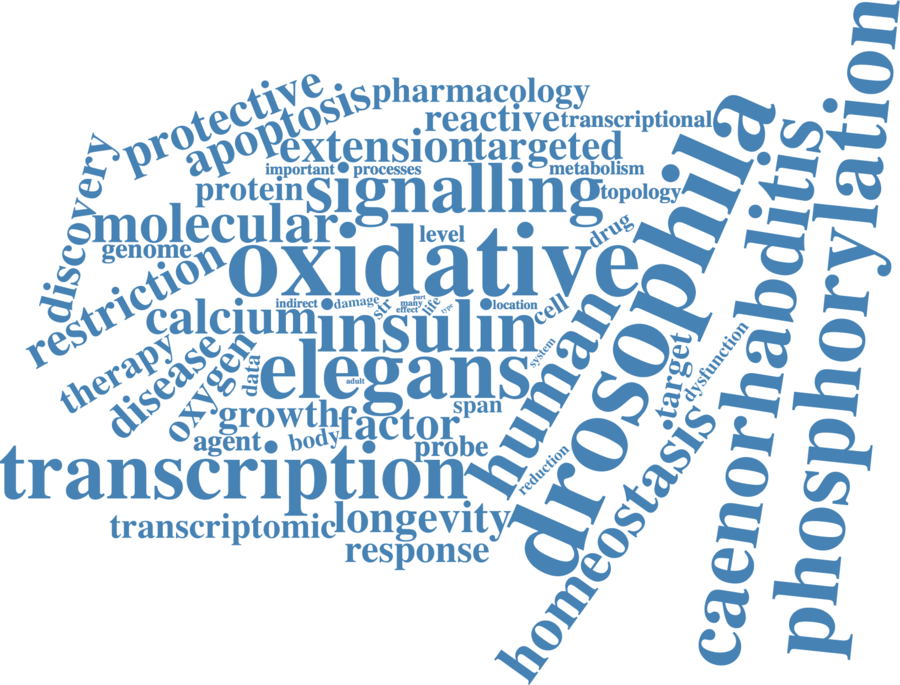 protective
apoptosis
pharmacology
reactive
transcriptional
discovery
extension
targeted
important
processes
metabolism
protein
signalling
topology
molecular
genome
level
drug
oxidative
restriction
indirect
damage
str
part
many
effect
life
type
location
cell
calcium
insulin
therapy
disease
oxygen
data
elegans
adult
system
growth
factor
span
agent
body
probe
transcription
transcriptomic
longevity
response
humane
drosophila
target
dysfunction
reduction
homeostasis
caenorhabditis
phosphorylation